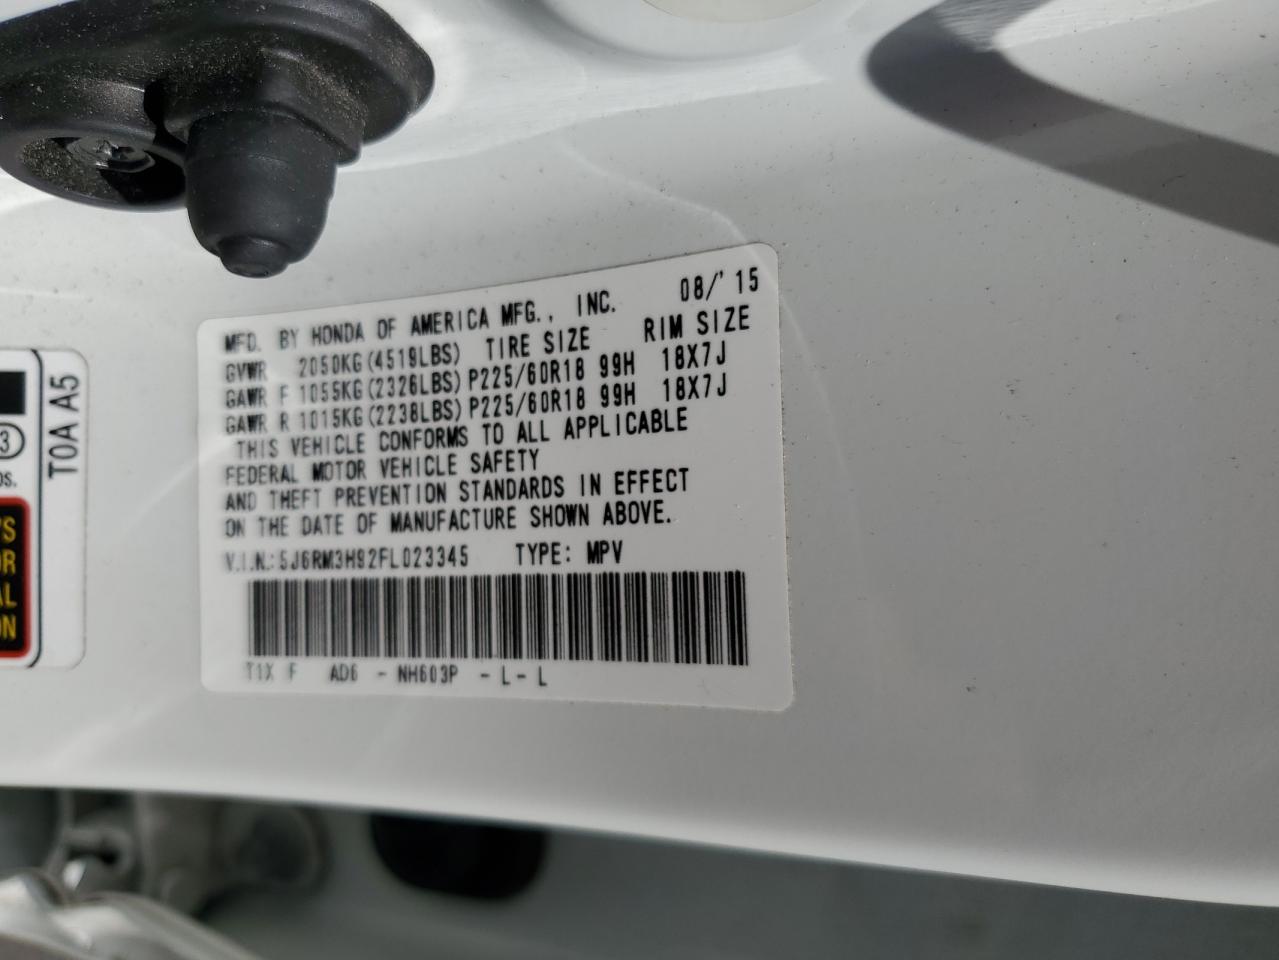 MFD. BY HONDA OF AMERICA MFG., INC. 08/'15
GVWR 2050KG(4519LBS) TIRE SIZE RIM SIZE
GAWR F 1055KG(2326LBS) P225/60R18 99H 18X7J
GAWR R 1015KG(2238LBS) P225/60R18 99H 18X7J
THIS VEHICLE CONFORMS TO ALL APPLICABLE
FEDERAL MOTOR VEHICLE SAFETY
AND THEFT PREVENTION STANDARDS IN EFFECT
ON THE DATE OF MANUFACTURE SHOWN ABOVE.
V.I.N.: 5J6RM3H92FL023345 TYPE: MPV
T1X F AD6 - NH603P - L - L
T0A A5
3